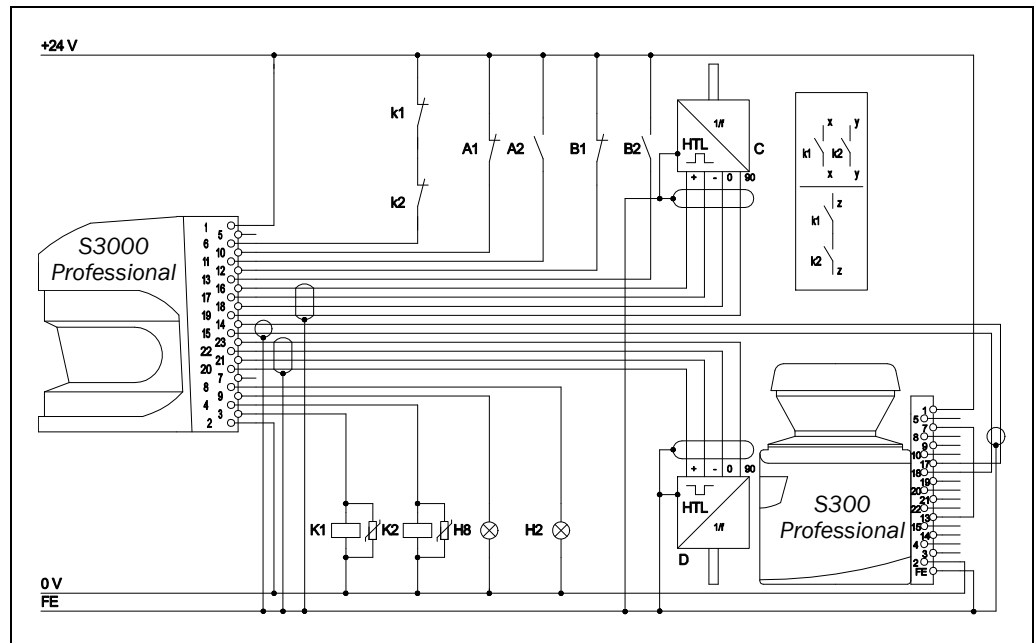 +24 V
k1
k2
A1 A2 B1 B2
1/f
HTL
C
+ - 0 90
x y
k1 k2
x y
z
k1
k2
z
S3000
Professional
1
5
6
10
11
12
13
16
17
18
19
14
15
23
22
21
20
7
8
9
4
3
2
+ - 0 90
HTL
1/f
D
K1 K2 H8 H2
S300
Professional
1
5
7
8
9
10
17
18
19
20
21
22
13
15
14
4
3
2
FE
0 V
FE